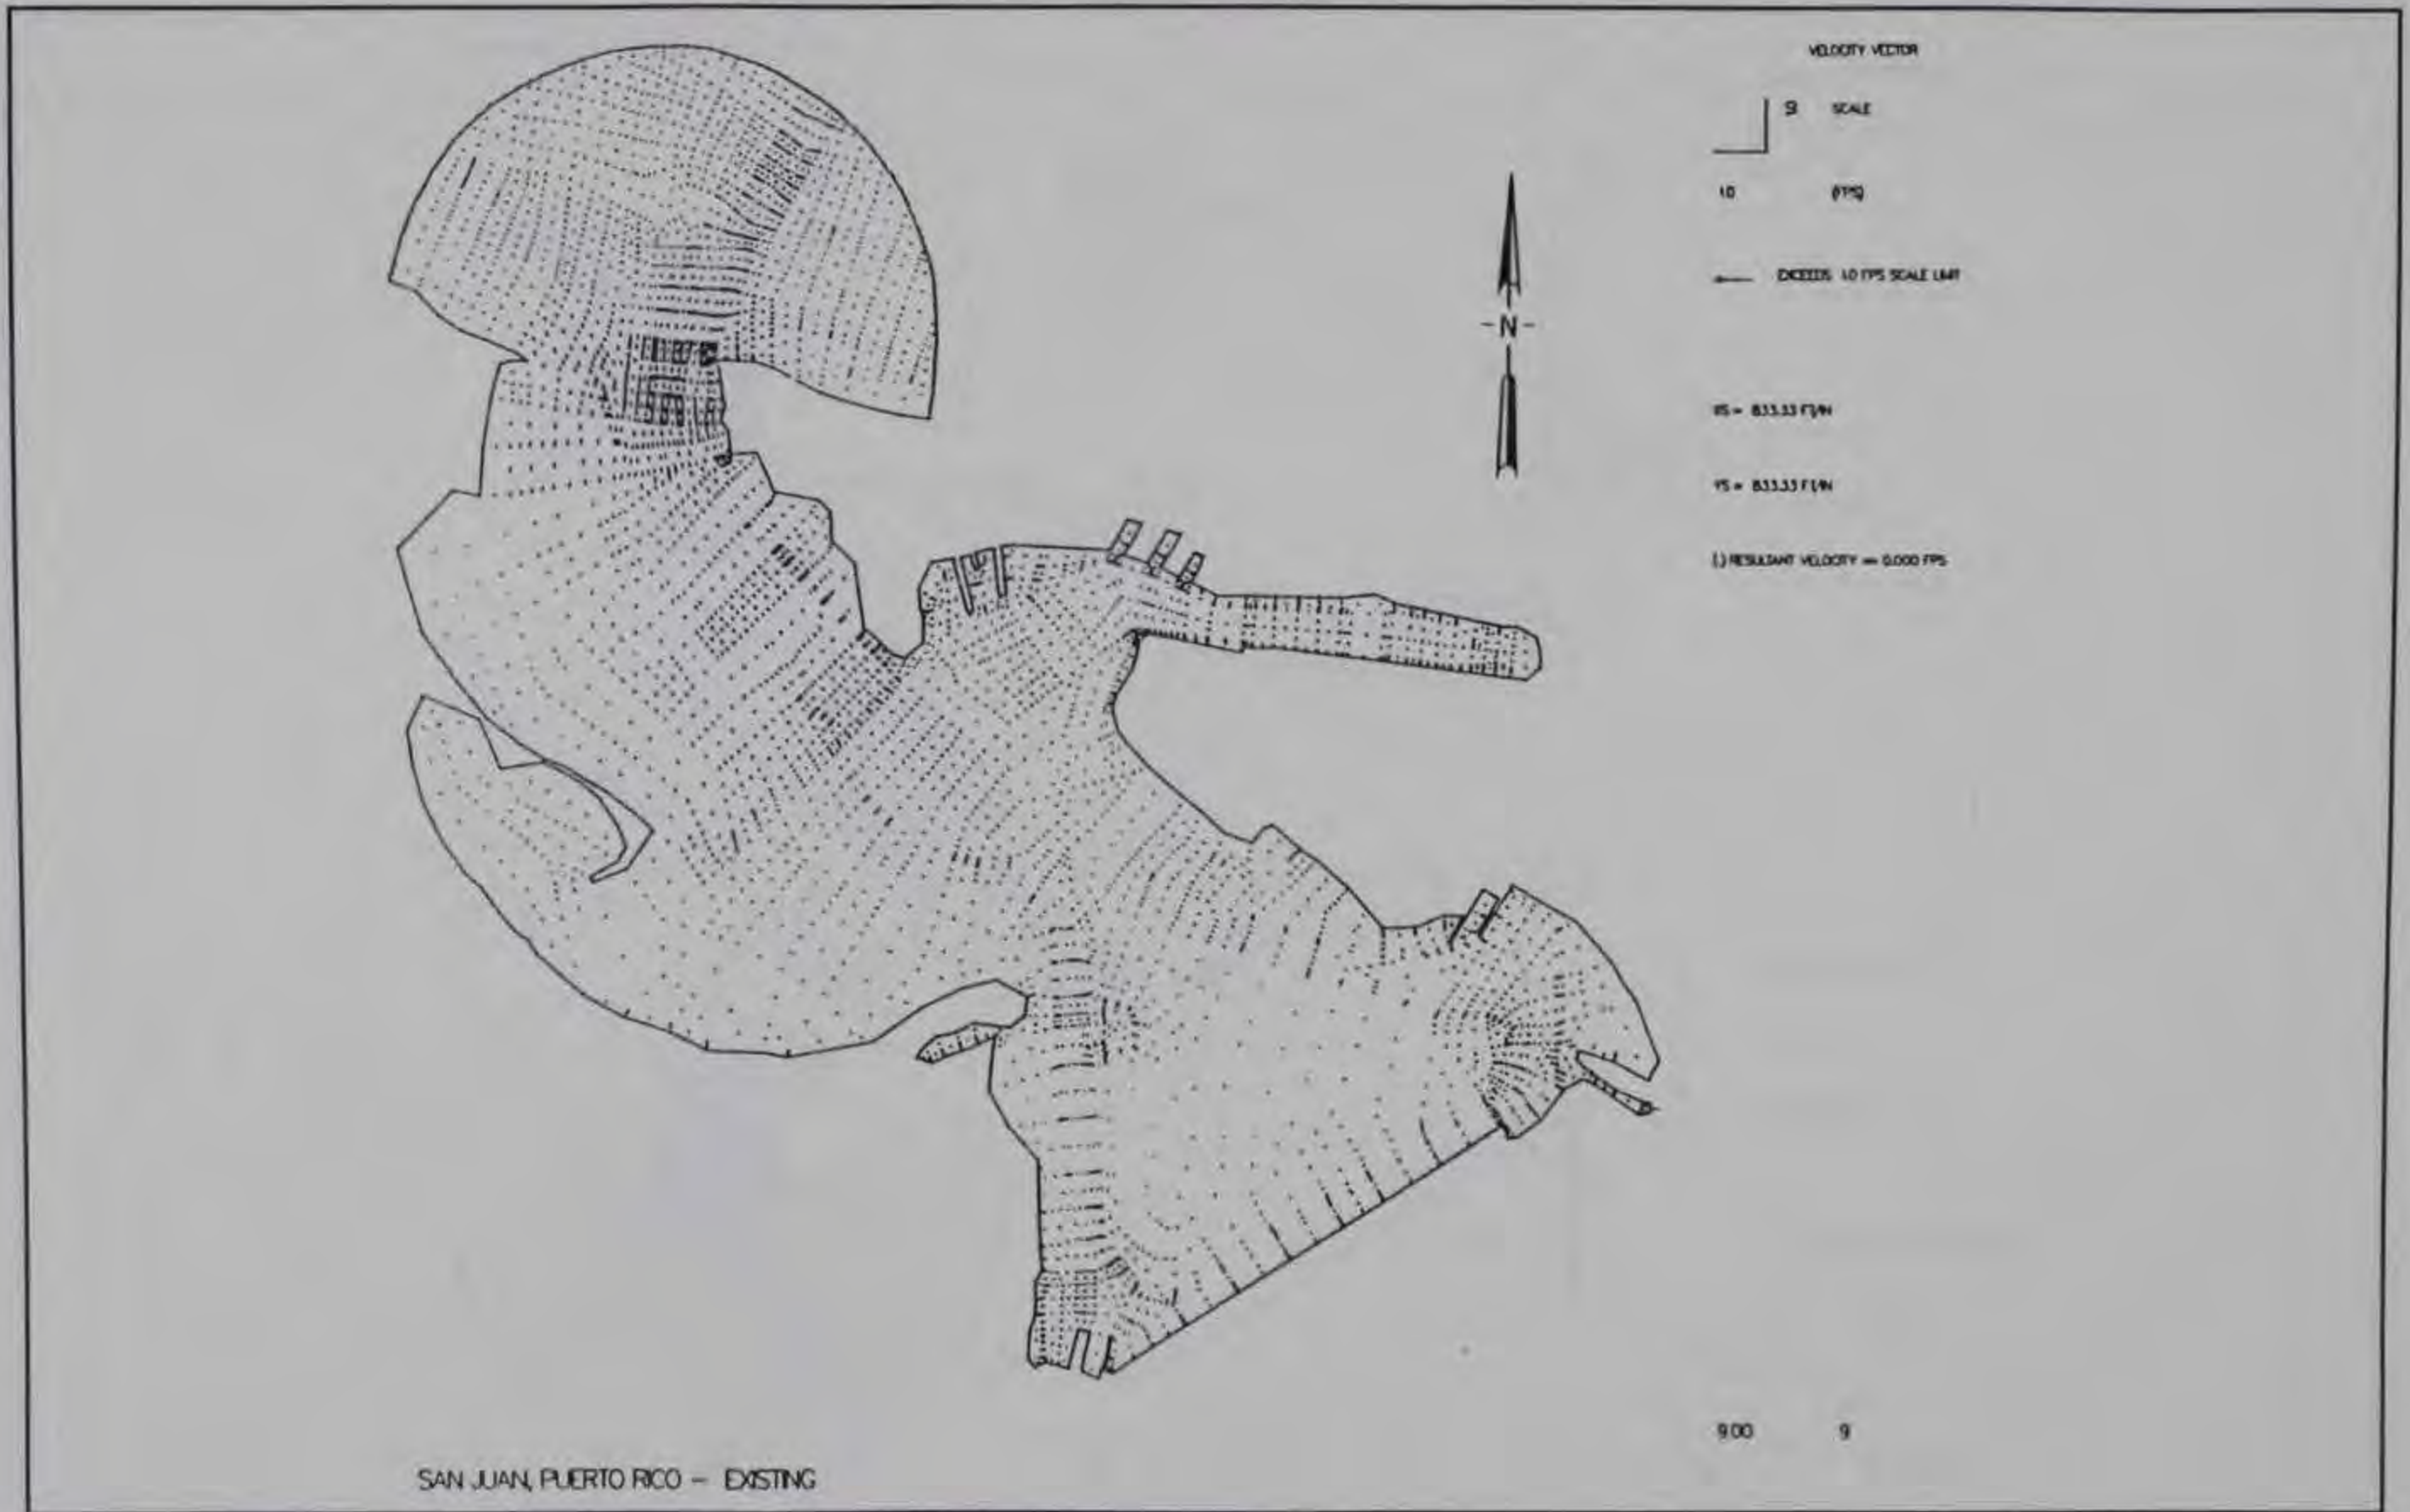 VELOCITY VECTOR
SCALE
1.0 (FPS)
EXCEEDS 1.0 FPS SCALE LIMIT
-N-
XS = 833.33 FT/IN
YS = 833.33 FT/IN
(.) RESULTANT VELOCITY = 0.000 FPS
9.00 9
SAN JUAN, PUERTO RICO - EXISTING